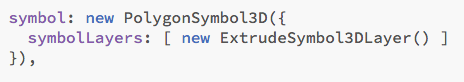 symbol: new PolygonSymbol3D({
  symbolLayers: [ new ExtrudeSymbol3DLayer() ]
}),